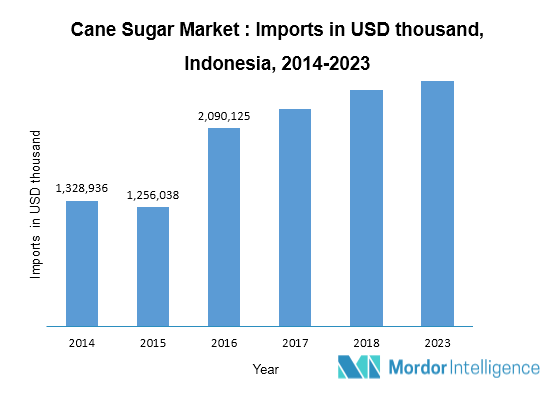 Cane Sugar Market : Imports in USD thousand,
Indonesia, 2014-2023
Imports in USD thousand
1,328,936
1,256,038
2,090,125
2014
2015
2016
2017
2018
2023
Year
Mordor Intelligence